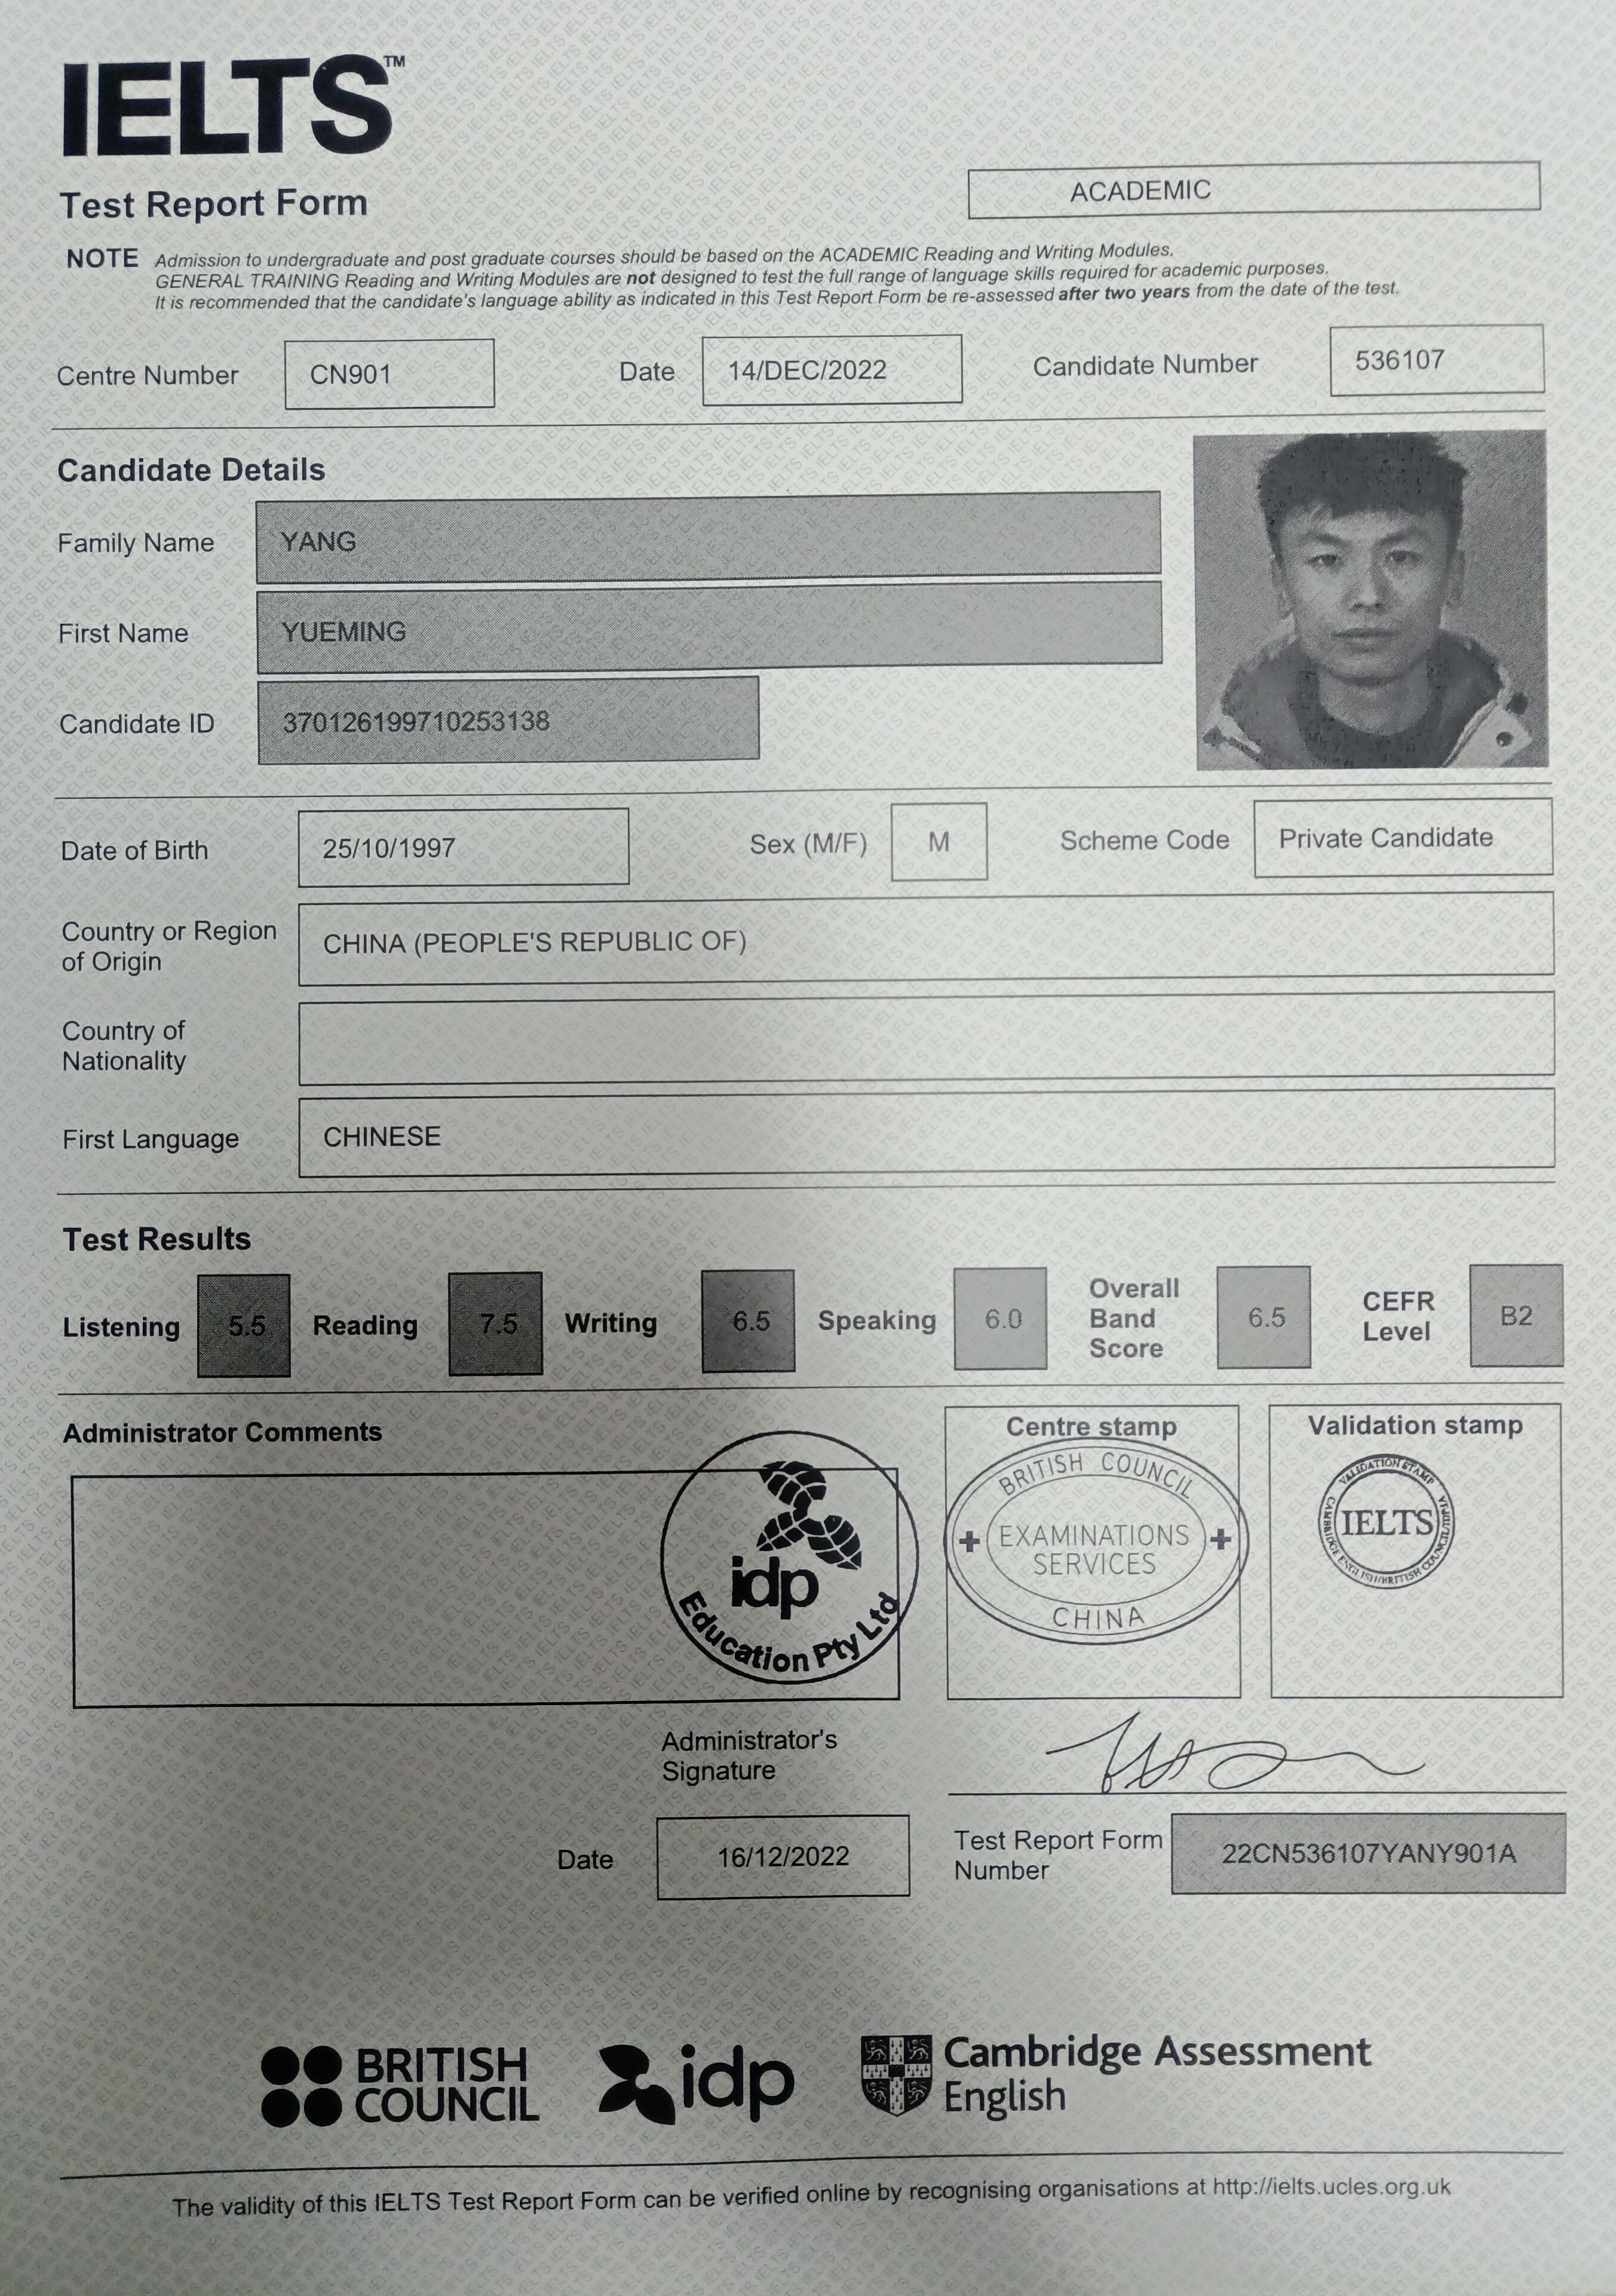 IELTS™
Test Report Form
ACADEMIC
NOTE Admission to undergraduate and post graduate courses should be based on the ACADEMIC Reading and Writing Modules.
GENERAL TRAINING Reading and Writing Modules are not designed to test the full range of language skills required for academic purposes.
It is recommended that the candidate's language ability as indicated in this Test Report Form be re-assessed after two years from the date of the test.
Centre Number CN901 Date 14/DEC/2022 Candidate Number 536107
Candidate Details
Family Name YANG
First Name YUEMING
Candidate ID 370126199710253138
Date of Birth 25/10/1997 Sex (M/F) M Scheme Code Private Candidate
Country or Region
of Origin
CHINA (PEOPLE'S REPUBLIC OF)
Country of
Nationality
First Language CHINESE
Test Results
Listening 5.5 Reading 7.5 Writing 6.5 Speaking 6.0 Overall Band Score 6.5 CEFR Level B2
Administrator Comments
idp
Education Pty Ltd
Centre stamp
BRITISH COUNCIL
EXAMINATIONS
SERVICES
CHINA
Validation stamp
VALIDATION STAMP
IELTS
CAMBRIDGE ENGLISH/BRITISH COUNCIL/IDP:IA
Administrator's
Signature
Date 16/12/2022
Test Report Form
Number
22CN536107YANY901A
BRITISH
COUNCIL
idp
Cambridge Assessment
English
The validity of this IELTS Test Report Form can be verified online by recognising organisations at http://ielts.ucles.org.uk